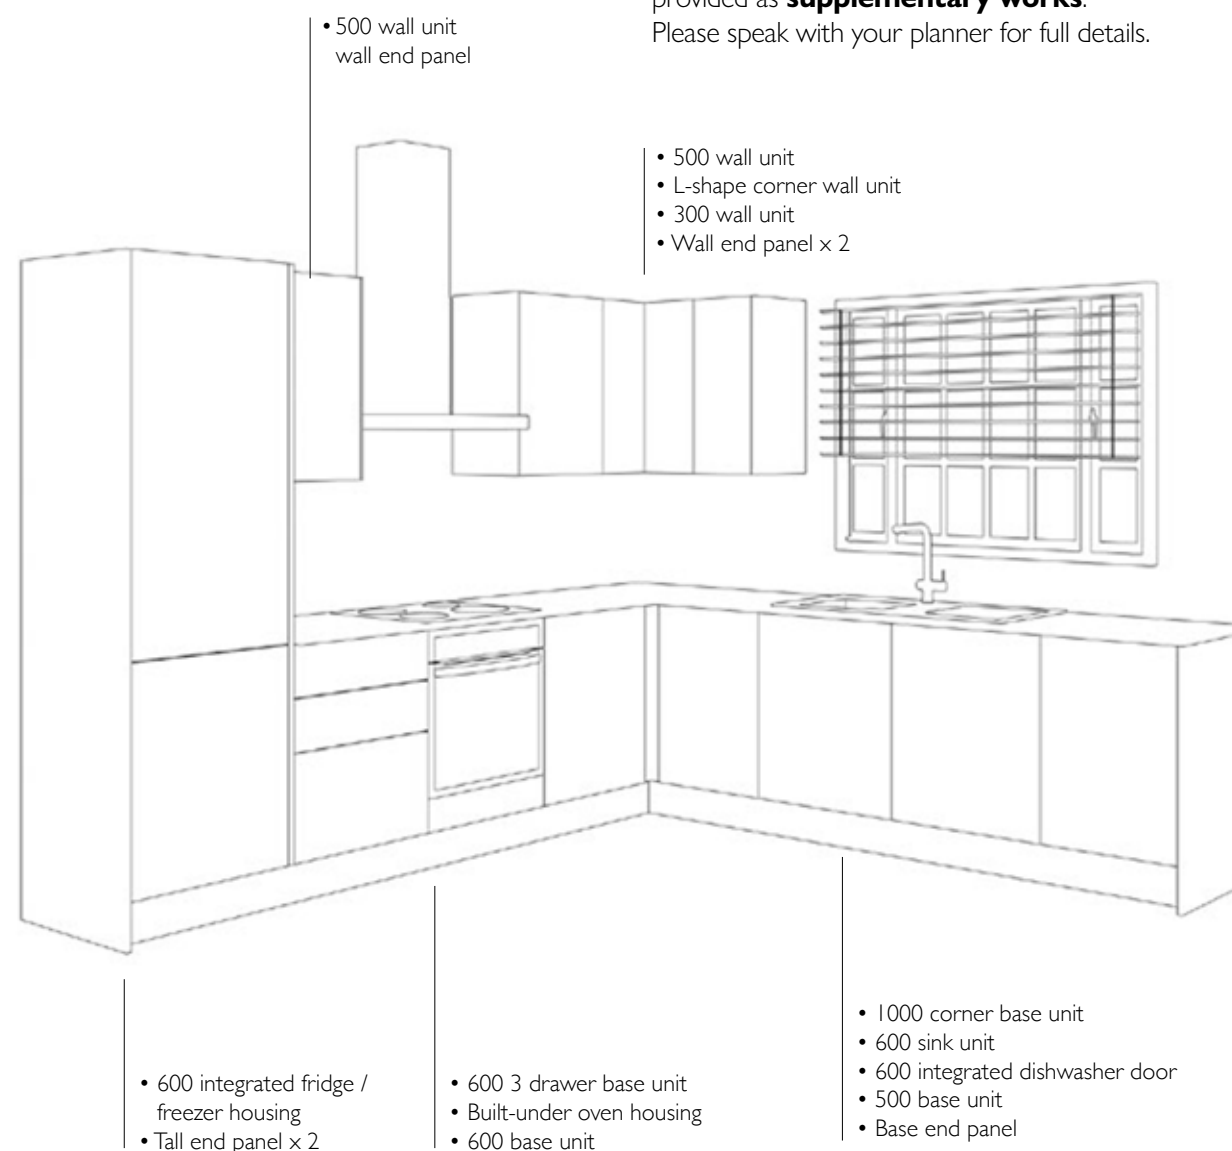 provided as supplementary works.
Please speak with your planner for full details.
• 500 wall unit
wall end panel
• 500 wall unit
• L-shape corner wall unit
• 300 wall unit
• Wall end panel x 2
• 600 integrated fridge /
freezer housing
• Tall end panel x 2
• 600 3 drawer base unit
• Built-under oven housing
• 600 base unit
• 1000 corner base unit
• 600 sink unit
• 600 integrated dishwasher door
• 500 base unit
• Base end panel